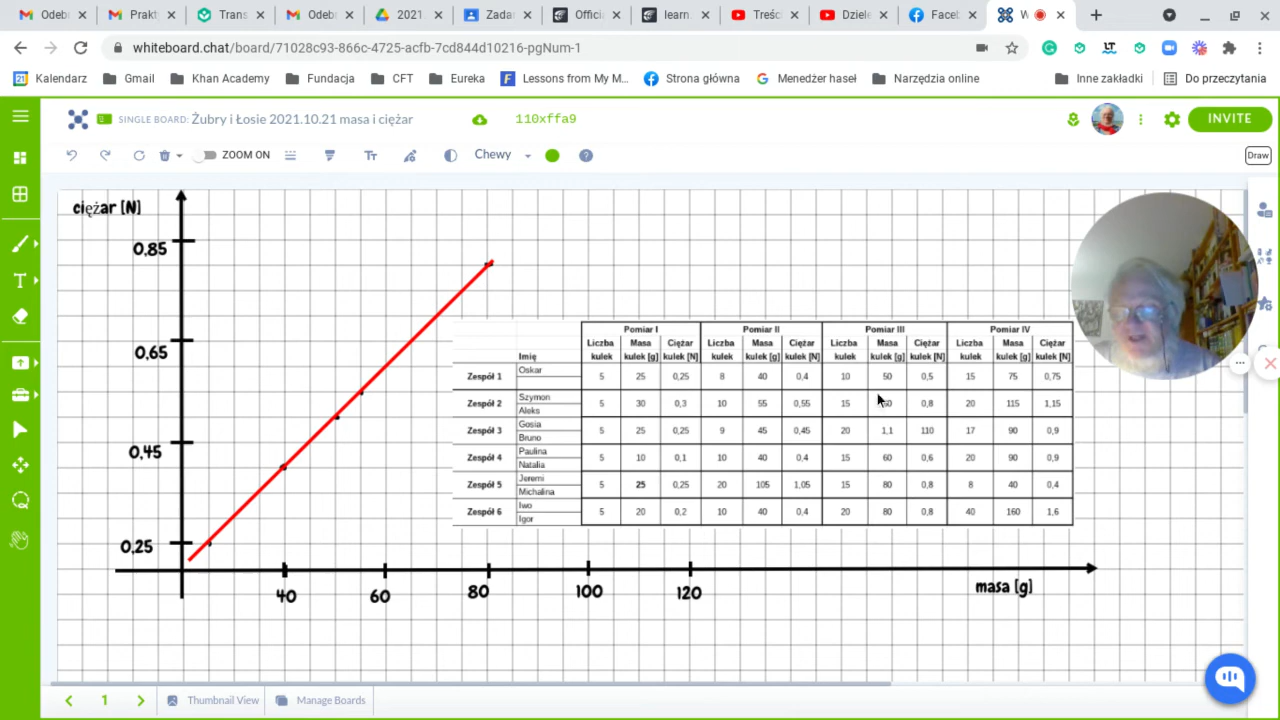 Odeb
Prakt
Trans
Odeb
2021
Zadar
Officia
learn.
Treści
Dziele
Faceb
W
whiteboard.chat/board/71028c93-866c-4725-acfb-7cd844d10216-pgNum-1
Kalendarz
Gmail
Khan Academy
Fundacja
CFT
Eureka
Lessons from My M...
Strona główna
Menedżer haseł
Narzędzia online
Inne zakładki
Do przeczytania
SINGLE BOARD: Żubry i Łosie 2021.10.21 masa i ciężar
110xffa9
INVITE
ZOOM ON
Chewy
Draw
ciężar [N]
0,85
0,65
0,45
0,25
40 60 80 100 120
masa [g]
Pomiar I Pomiar II Pomiar III Pomiar IV
Liczba Masa Ciężar Liczba Masa Ciężar Liczba Masa Ciężar Liczba Masa Ciężar
Imię kulek kulek [g] kulek [N] kulek kulek [g] kulek [N] kulek kulek [g] kulek [N] kulek kulek [g] kulek [N]
Oskar
Zespół 1 5 25 0,25 8 40 0,4 10 50 0,5 15 75 0,75
Szymon
Zespół 2 5 30 0,3 10 55 0,55 15 0,8 20 115 1,15
Aleks
Gosia
Zespół 3 5 25 0,25 9 45 0,45 20 1,1 110 17 90 0,9
Bruno
Paulina
Zespół 4 5 10 0,1 10 40 0,4 15 60 0,6 20 90 0,9
Natalia
Jeremi
Zespół 5 5 25 0,25 20 105 1,05 15 80 0,8 8 40 0,4
Michalina
Iwo
Zespół 6 5 20 0,2 10 40 0,4 20 80 0,8 40 160 1,6
Igor
1
Thumbnail View
Manage Boards